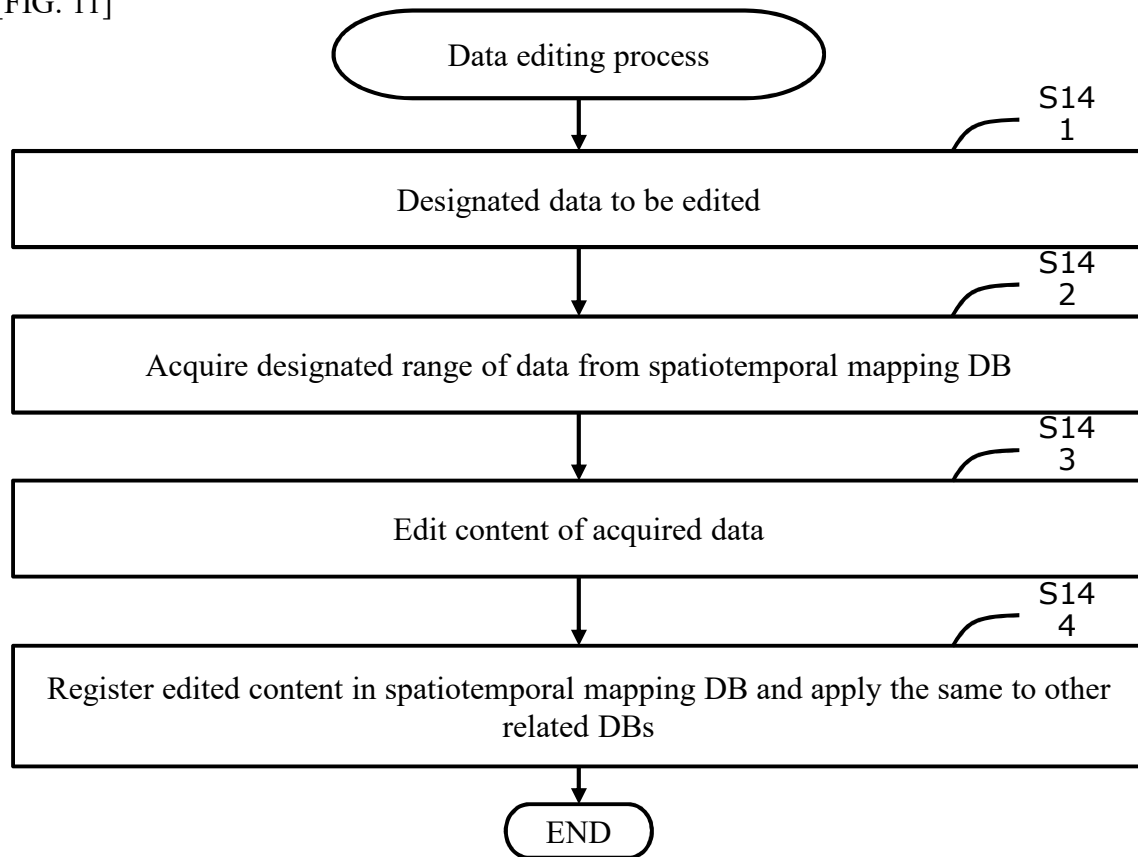 [FIG. 11]
Data editing process
S14
1
Designated data to be edited
S14
2
Acquire designated range of data from spatiotemporal mapping DB
S14
3
Edit content of acquired data
S14
4
Register edited content in spatiotemporal mapping DB and apply the same to other
related DBs
END